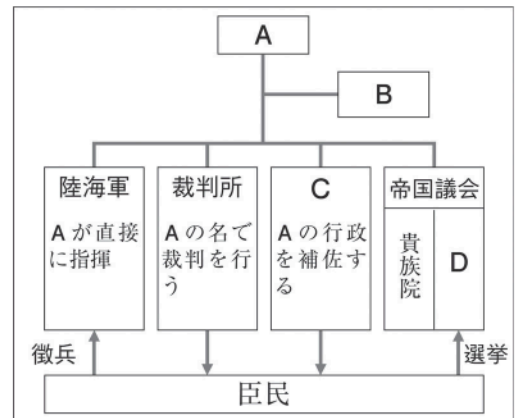 A
B
陸海軍
Aが直接
に指揮
裁判所
Aの名で
裁判を行
う
C
Aの行政
を補佐す
る
帝国議会
貴族院
D
徴兵
選挙
臣民